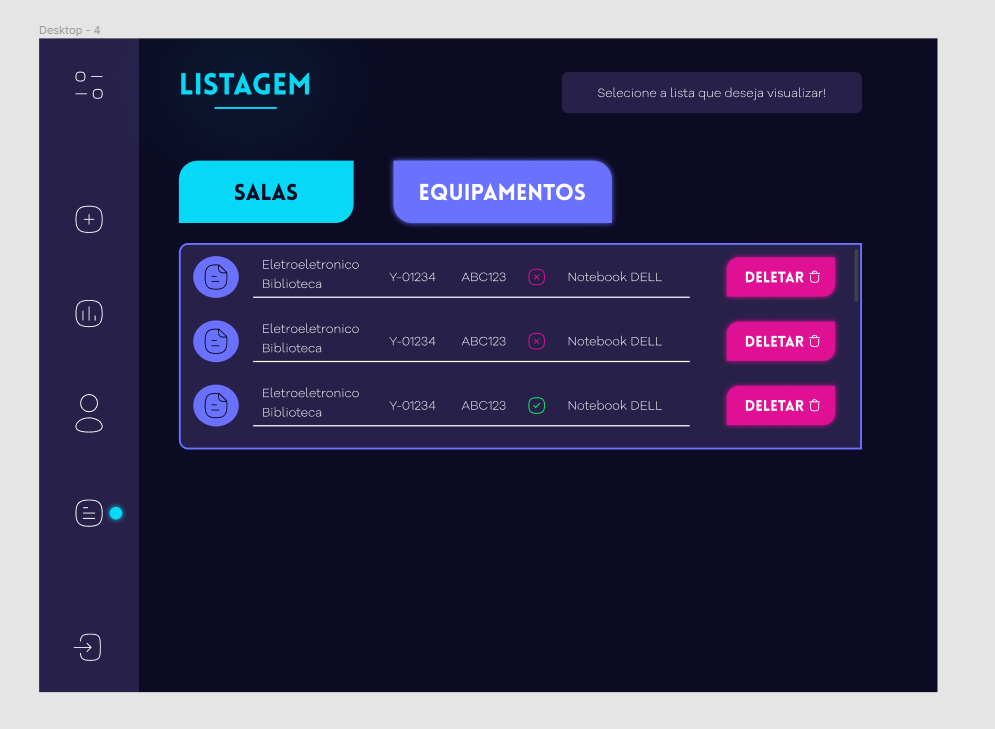 Desktop - 4
LISTAGEM
Selecione a lista que deseja visualizar!
SALAS
EQUIPAMENTOS
Eletroeletronico
Biblioteca
Y-01234
ABC123
Notebook DELL
DELETAR
Eletroeletronico
Biblioteca
Y-01234
ABC123
Notebook DELL
DELETAR
Eletroeletronico
Biblioteca
Y-01234
ABC123
Notebook DELL
DELETAR